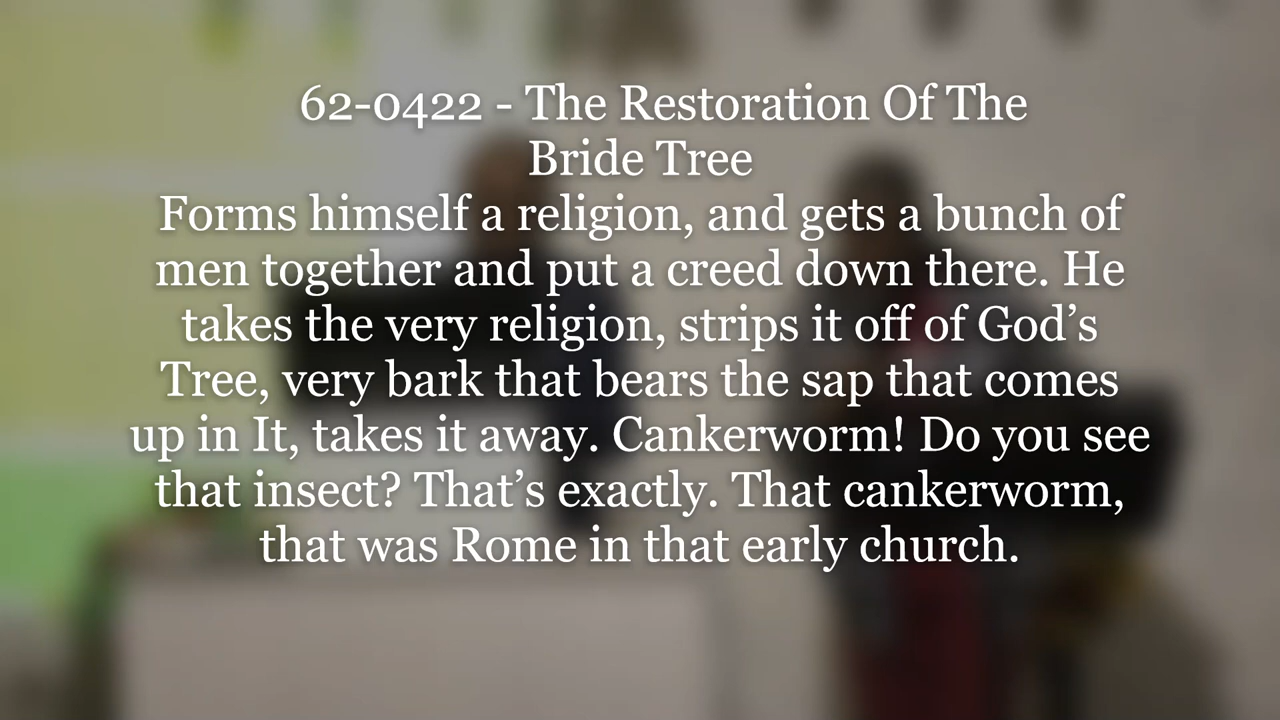 62-0422 - The Restoration Of The
Bride Tree
Forms himself a religion, and gets a bunch of
men together and put a creed down there. He
takes the very religion, strips it off of God’s
Tree, very bark that bears the sap that comes
up in It, takes it away. Cankerworm! Do you see
that insect? That’s exactly. That cankerworm,
that was Rome in that early church.